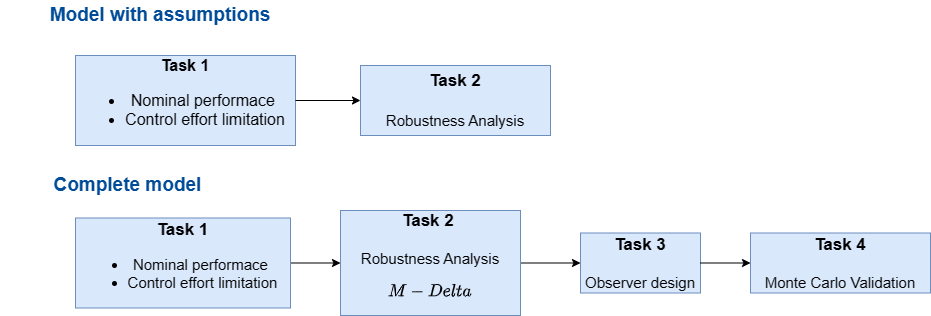 Model with assumptions
Task 1
• Nominal performace
• Control effort limitation
Task 2
Robustness Analysis
Complete model
Task 1
• Nominal performace
• Control effort limitation
Task 2
Robustness Analysis
M − Delta
Task 3
Observer design
Task 4
Monte Carlo Validation